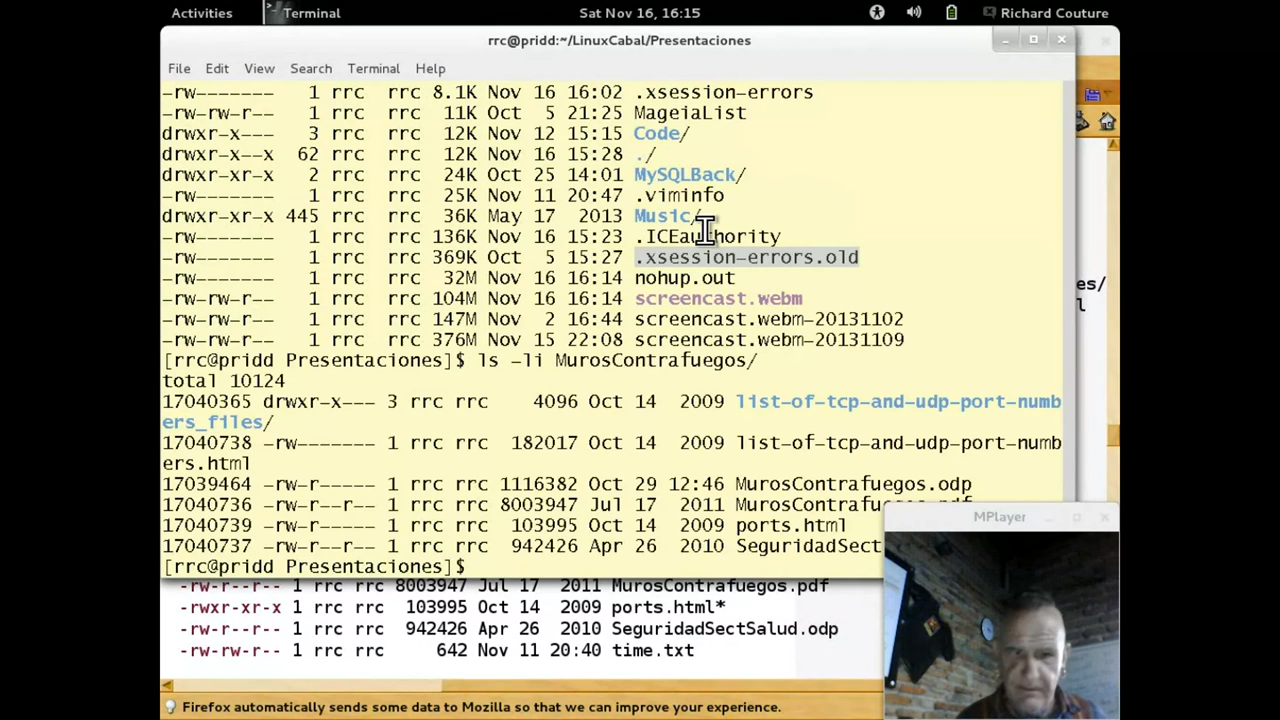 Activities Terminal Sat Nov 16, 16:15 Richard Couture
rrc@pridd:~/LinuxCabal/Presentaciones
File Edit View Search Terminal Help
-rw------- 1 rrc rrc 8.1K Nov 16 16:02 .xsession-errors
-rw-rw-r-- 1 rrc rrc 11K Oct 5 21:25 MageiaList
drwxr-x--- 3 rrc rrc 12K Nov 12 15:15 Code/
drwxr-x--x 62 rrc rrc 12K Nov 16 15:28 ./
drwxr-x--x 2 rrc rrc 24K Oct 25 14:01 MySQLBack/
-rw------- 1 rrc rrc 25K Nov 11 20:47 .viminfo
drwxr-xr-x 445 rrc rrc 36K May 17 2013 Music/
-rw------- 1 rrc rrc 136K Nov 16 15:23 .ICEauthority
-rw------- 1 rrc rrc 369K Oct 5 15:27 .xsession-errors.old
-rw------- 1 rrc rrc 32M Nov 16 16:14 nohup.out
-rw-rw-r-- 1 rrc rrc 104M Nov 16 16:14 screencast.webm
-rw-rw-r-- 1 rrc rrc 147M Nov 2 16:44 screencast.webm-20131102
-rw-rw-r-- 1 rrc rrc 376M Nov 15 22:08 screencast.webm-20131109
[rrc@pridd Presentaciones]$ ls -li MurosContrafuegos/
total 10124
17040365 drwxr-x--- 3 rrc rrc 4096 Oct 14 2009 list-of-tcp-and-udp-port-numb
ers_files/
17040738 -rw------- 1 rrc rrc 182017 Oct 14 2009 list-of-tcp-and-udp-port-numb
ers.html
17039464 -rw-r----- 1 rrc rrc 1116382 Oct 29 12:46 MurosContrafuegos.odp
17040736 -rw-r--r-- 1 rrc rrc 8003947 Jul 17 2011 MurosContrafuegos.pdf
17040739 -rw-r----- 1 rrc rrc 103995 Oct 14 2009 ports.html
17040737 -rw-r--r-- 1 rrc rrc 942426 Apr 26 2010 SeguridadSect
[rrc@pridd Presentaciones]$
es/
l
MPlayer
-rw-r--r-- 1 rrc rrc 8003947 Jul 17 2011 MurosContrafuegos.pdf
-rwxr-xr-x 1 rrc rrc 103995 Oct 14 2009 ports.html*
-rw-rw-r-- 1 rrc rrc 942426 Apr 26 2010 SeguridadSectSalud.odp
-rw-rw-r-- 1 rrc rrc 642 Nov 11 20:40 time.txt
Firefox automatically sends some data to Mozilla so that we can improve your experience.